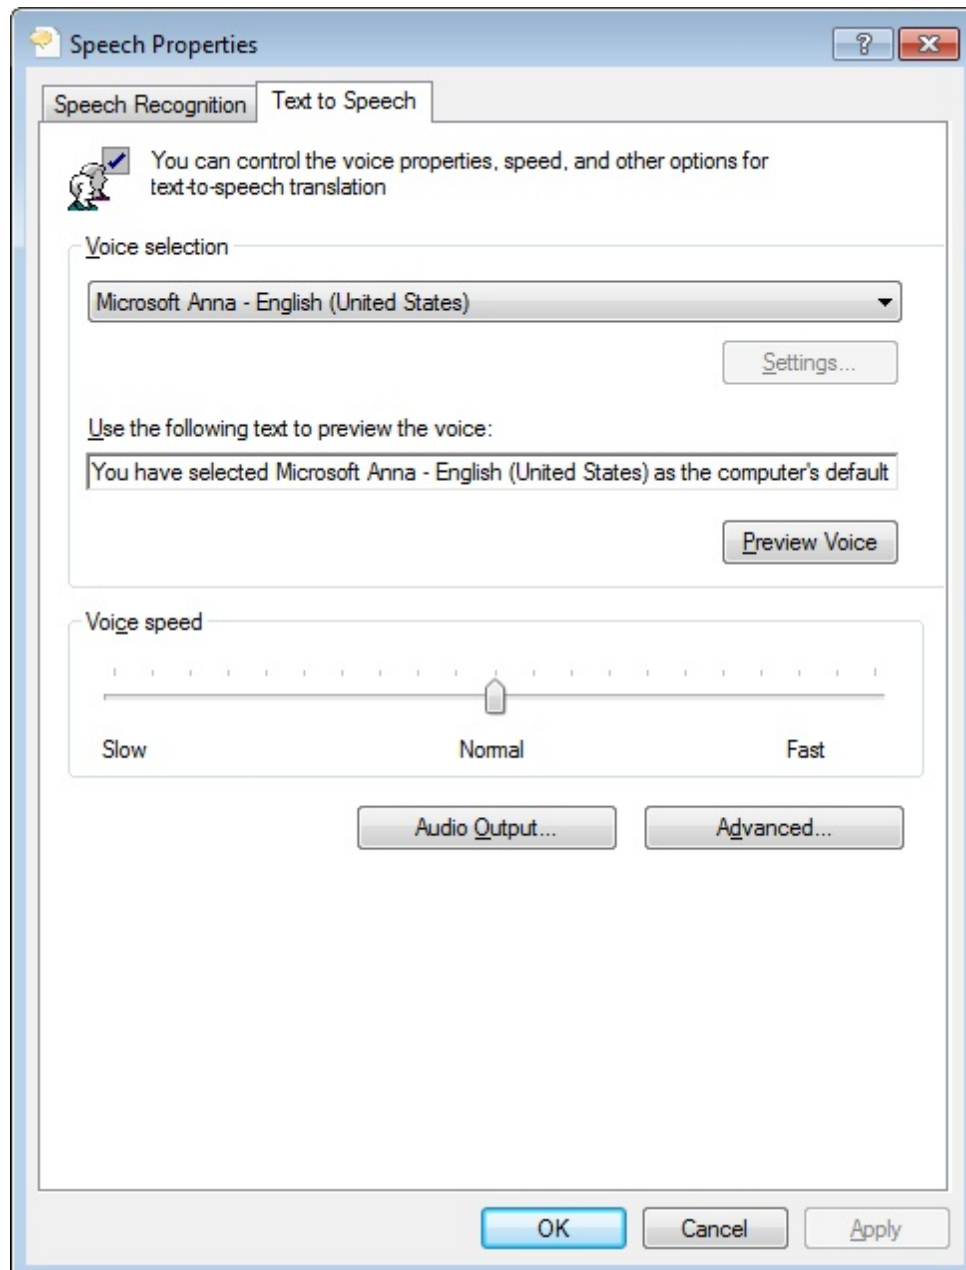 Speech Properties
Speech Recognition
Text to Speech
You can control the voice properties, speed, and other options for
text-to-speech translation
Voice selection
Microsoft Anna - English (United States)
Settings...
Use the following text to preview the voice:
You have selected Microsoft Anna - English (United States) as the computer's default
Preview Voice
Voice speed
Slow Normal Fast
Audio Output... Advanced...
OK Cancel Apply